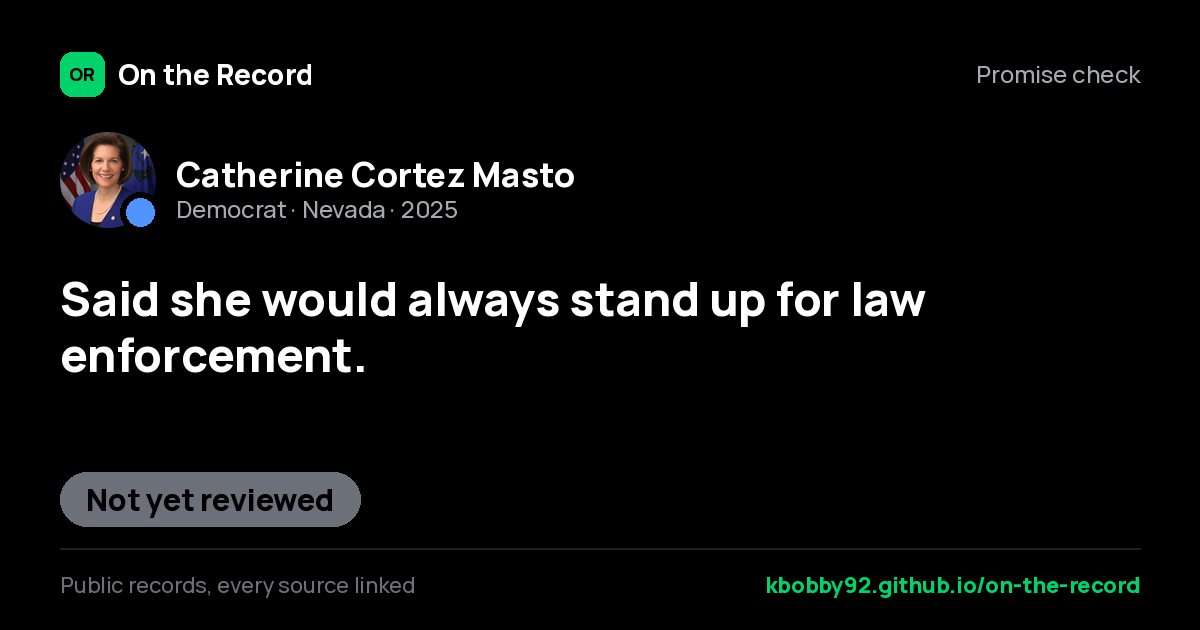 OR On the Record
Promise check
Catherine Cortez Masto
Democrat · Nevada · 2025
Said she would always stand up for law
enforcement.
Not yet reviewed
Public records, every source linked
kbobby92.github.io/on-the-record